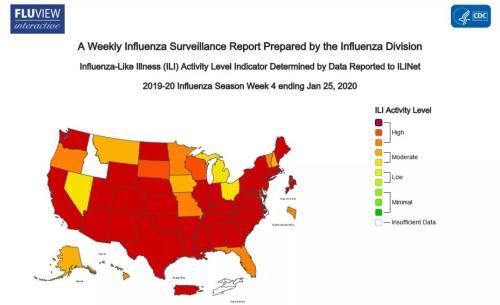 FLUVIEW
interactive
CDC
A Weekly Influenza Surveillance Report Prepared by the Influenza Division
Influenza-Like Illness (ILI) Activity Level Indicator Determined by Data Reported to ILINet
2019-20 Influenza Season Week 4 ending Jan 25, 2020
ILI Activity Level
High
Moderate
Low
Minimal
Insufficient Data